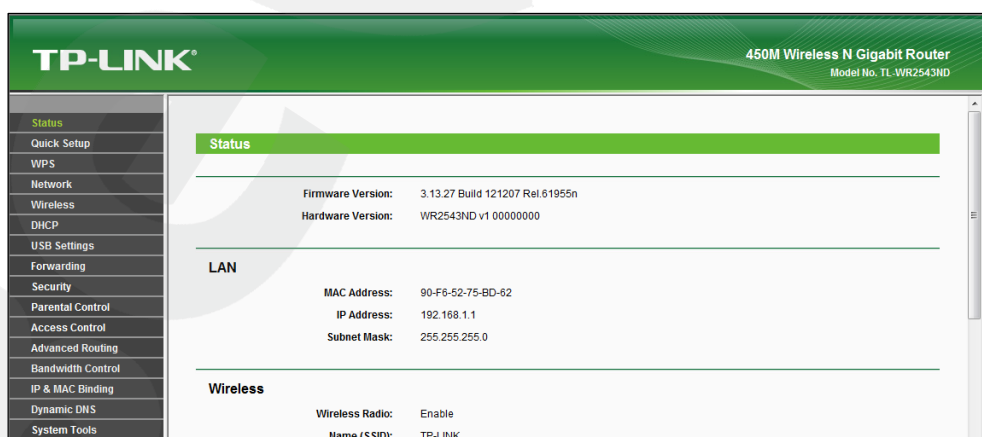 TP-LINK®
450M Wireless N Gigabit Router
Model No. TL-WR2543ND
Status
Quick Setup
WPS
Network
Wireless
DHCP
USB Settings
Forwarding
Security
Parental Control
Access Control
Advanced Routing
Bandwidth Control
IP & MAC Binding
Dynamic DNS
System Tools
Status
Firmware Version: 3.13.27 Build 121207 Rel.61955n
Hardware Version: WR2543ND v1 00000000
LAN
MAC Address: 90-F6-52-75-BD-62
IP Address: 192.168.1.1
Subnet Mask: 255.255.255.0
Wireless
Wireless Radio: Enable
Name (SSID): TP-LINK